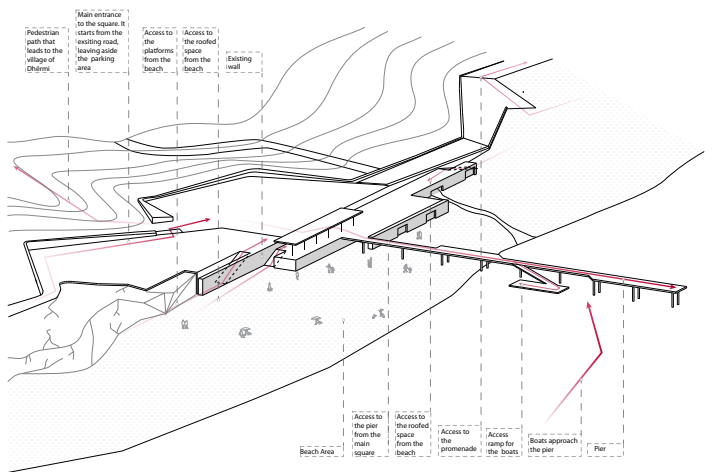 Pedestrian
path that
leads to the
village of
Dhërmi
Main entrance
to the square. It
starts from the
exsiting road,
leaving aside
the parking
area
Access to
the
platforms
from the
beach
Access to
the roofed
space
from the
beach
Existing
wall
Beach Area
Access to
the pier
from the
main
square
Access to
the roofed
space
from the
beach
Access to
the
promenade
Access
ramp for
the boats
Boats approach
the pier
Pier